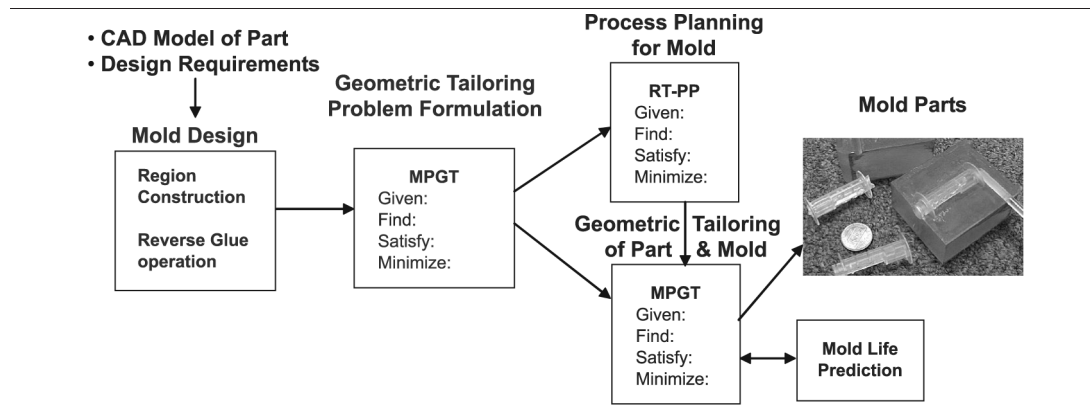 • CAD Model of Part
• Design Requirements
Mold Design
Region
Construction
Reverse Glue
operation
Geometric Tailoring
Problem Formulation
MPGT
Given:
Find:
Satisfy:
Minimize:
Process Planning
for Mold
RT-PP
Given:
Find:
Satisfy:
Minimize:
Geometric Tailoring
of Part & Mold
MPGT
Given:
Find:
Satisfy:
Minimize:
Mold Parts
Mold Life
Prediction